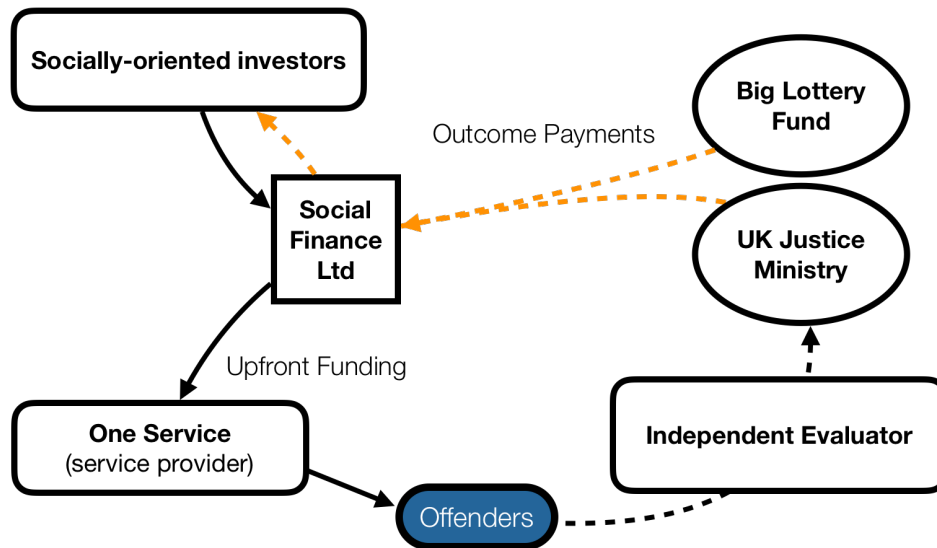 Socially-oriented investors
Big Lottery
Fund
Outcome Payments
Social
Finance
Ltd
UK Justice
Ministry
Upfront Funding
One Service
(service provider)
Independent Evaluator
Offenders